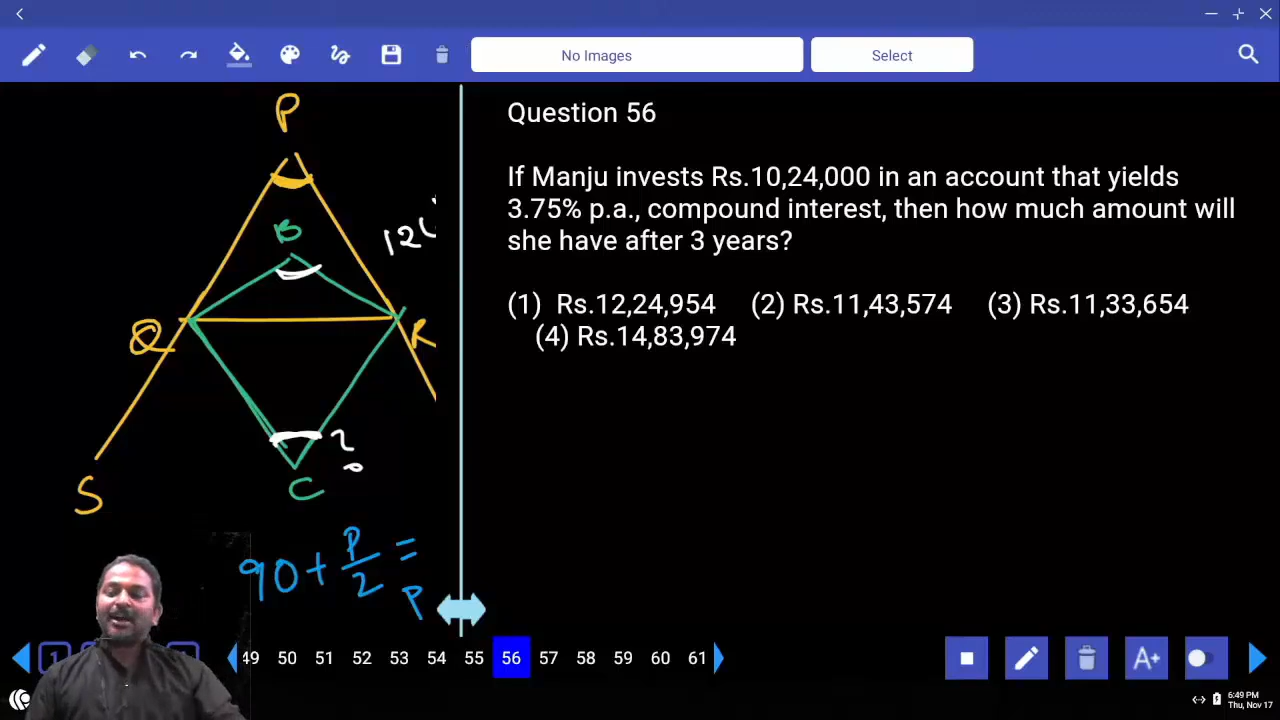 No Images
Select
P
B
12
Q
R
?
C
S
90 + P/2 =
P
Question 56
If Manju invests Rs.10,24,000 in an account that yields
3.75% p.a., compound interest, then how much amount will
she have after 3 years?
(1) Rs.12,24,954 (2) Rs.11,43,574 (3) Rs.11,33,654
(4) Rs.14,83,974
49 50 51 52 53 54 55 56 57 58 59 60 61
A+
6:49 PM
Thu, Nov 17